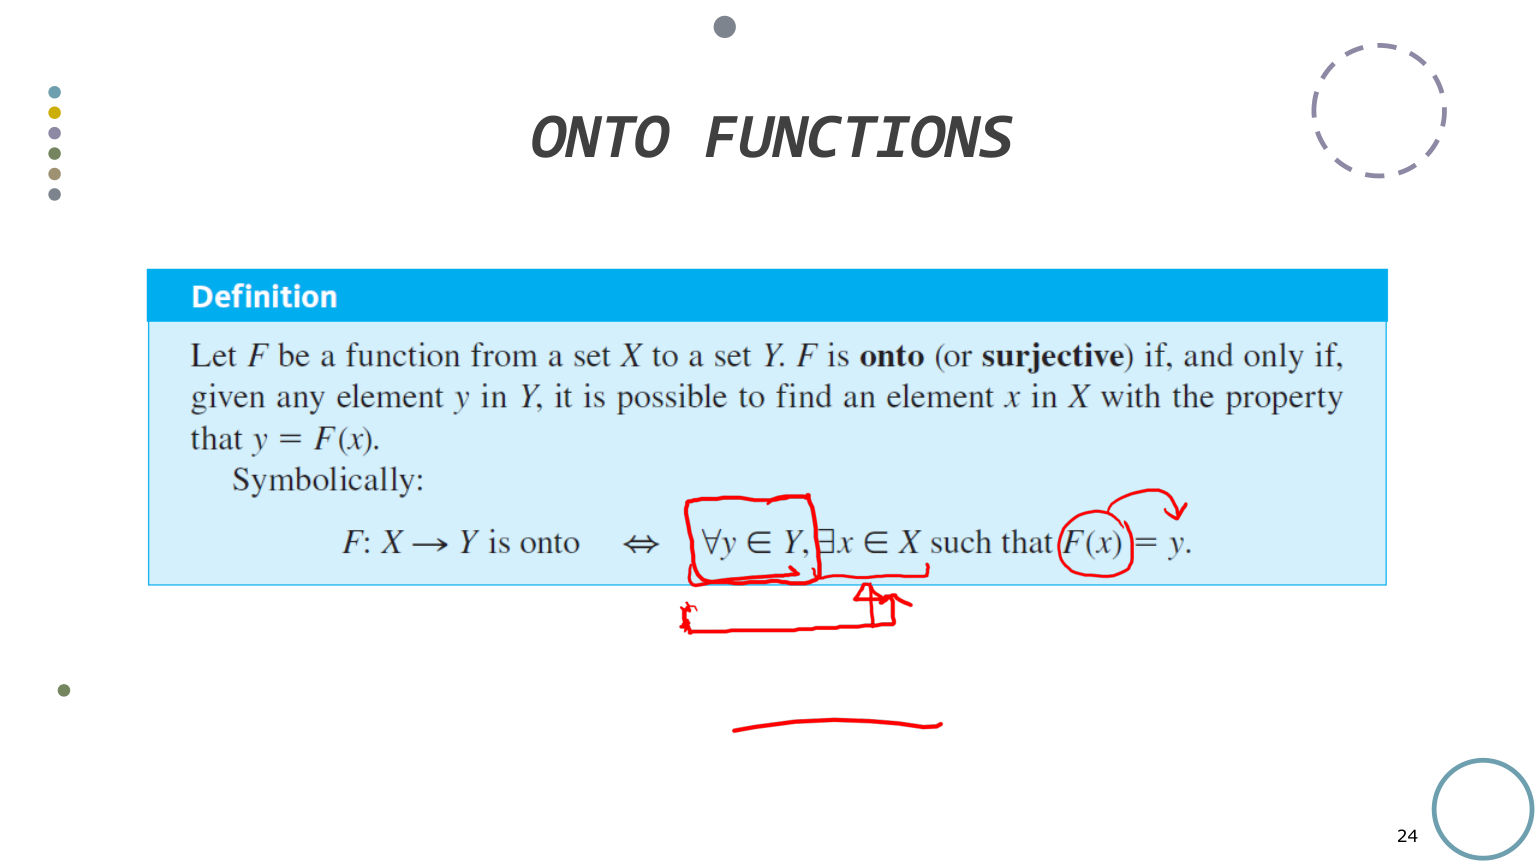 ONTO FUNCTIONS
Definition
Let F be a function from a set X to a set Y. F is onto (or surjective) if, and only if,
given any element y in Y, it is possible to find an element x in X with the property
that y = F(x).
Symbolically:
F: X → Y is onto ⇔ ∀y ∈ Y, ∃x ∈ X such that F(x) = y.
24